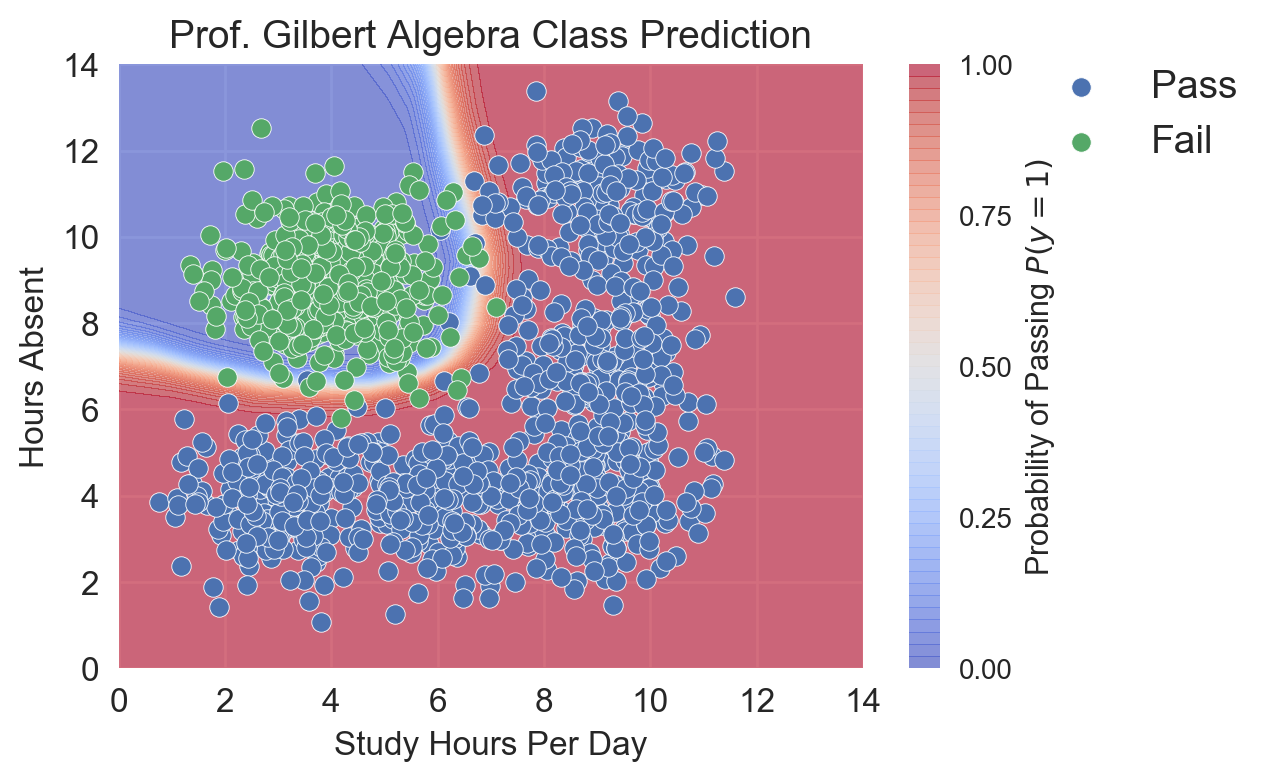 Prof. Gilbert Algebra Class Prediction
14
12
10
8
6
4
2
0
Hours Absent
0 2 4 6 8 10 12 14
Study Hours Per Day
1.00
0.75
0.50
0.25
0.00
Probability of Passing P(y = 1)
Pass
Fail